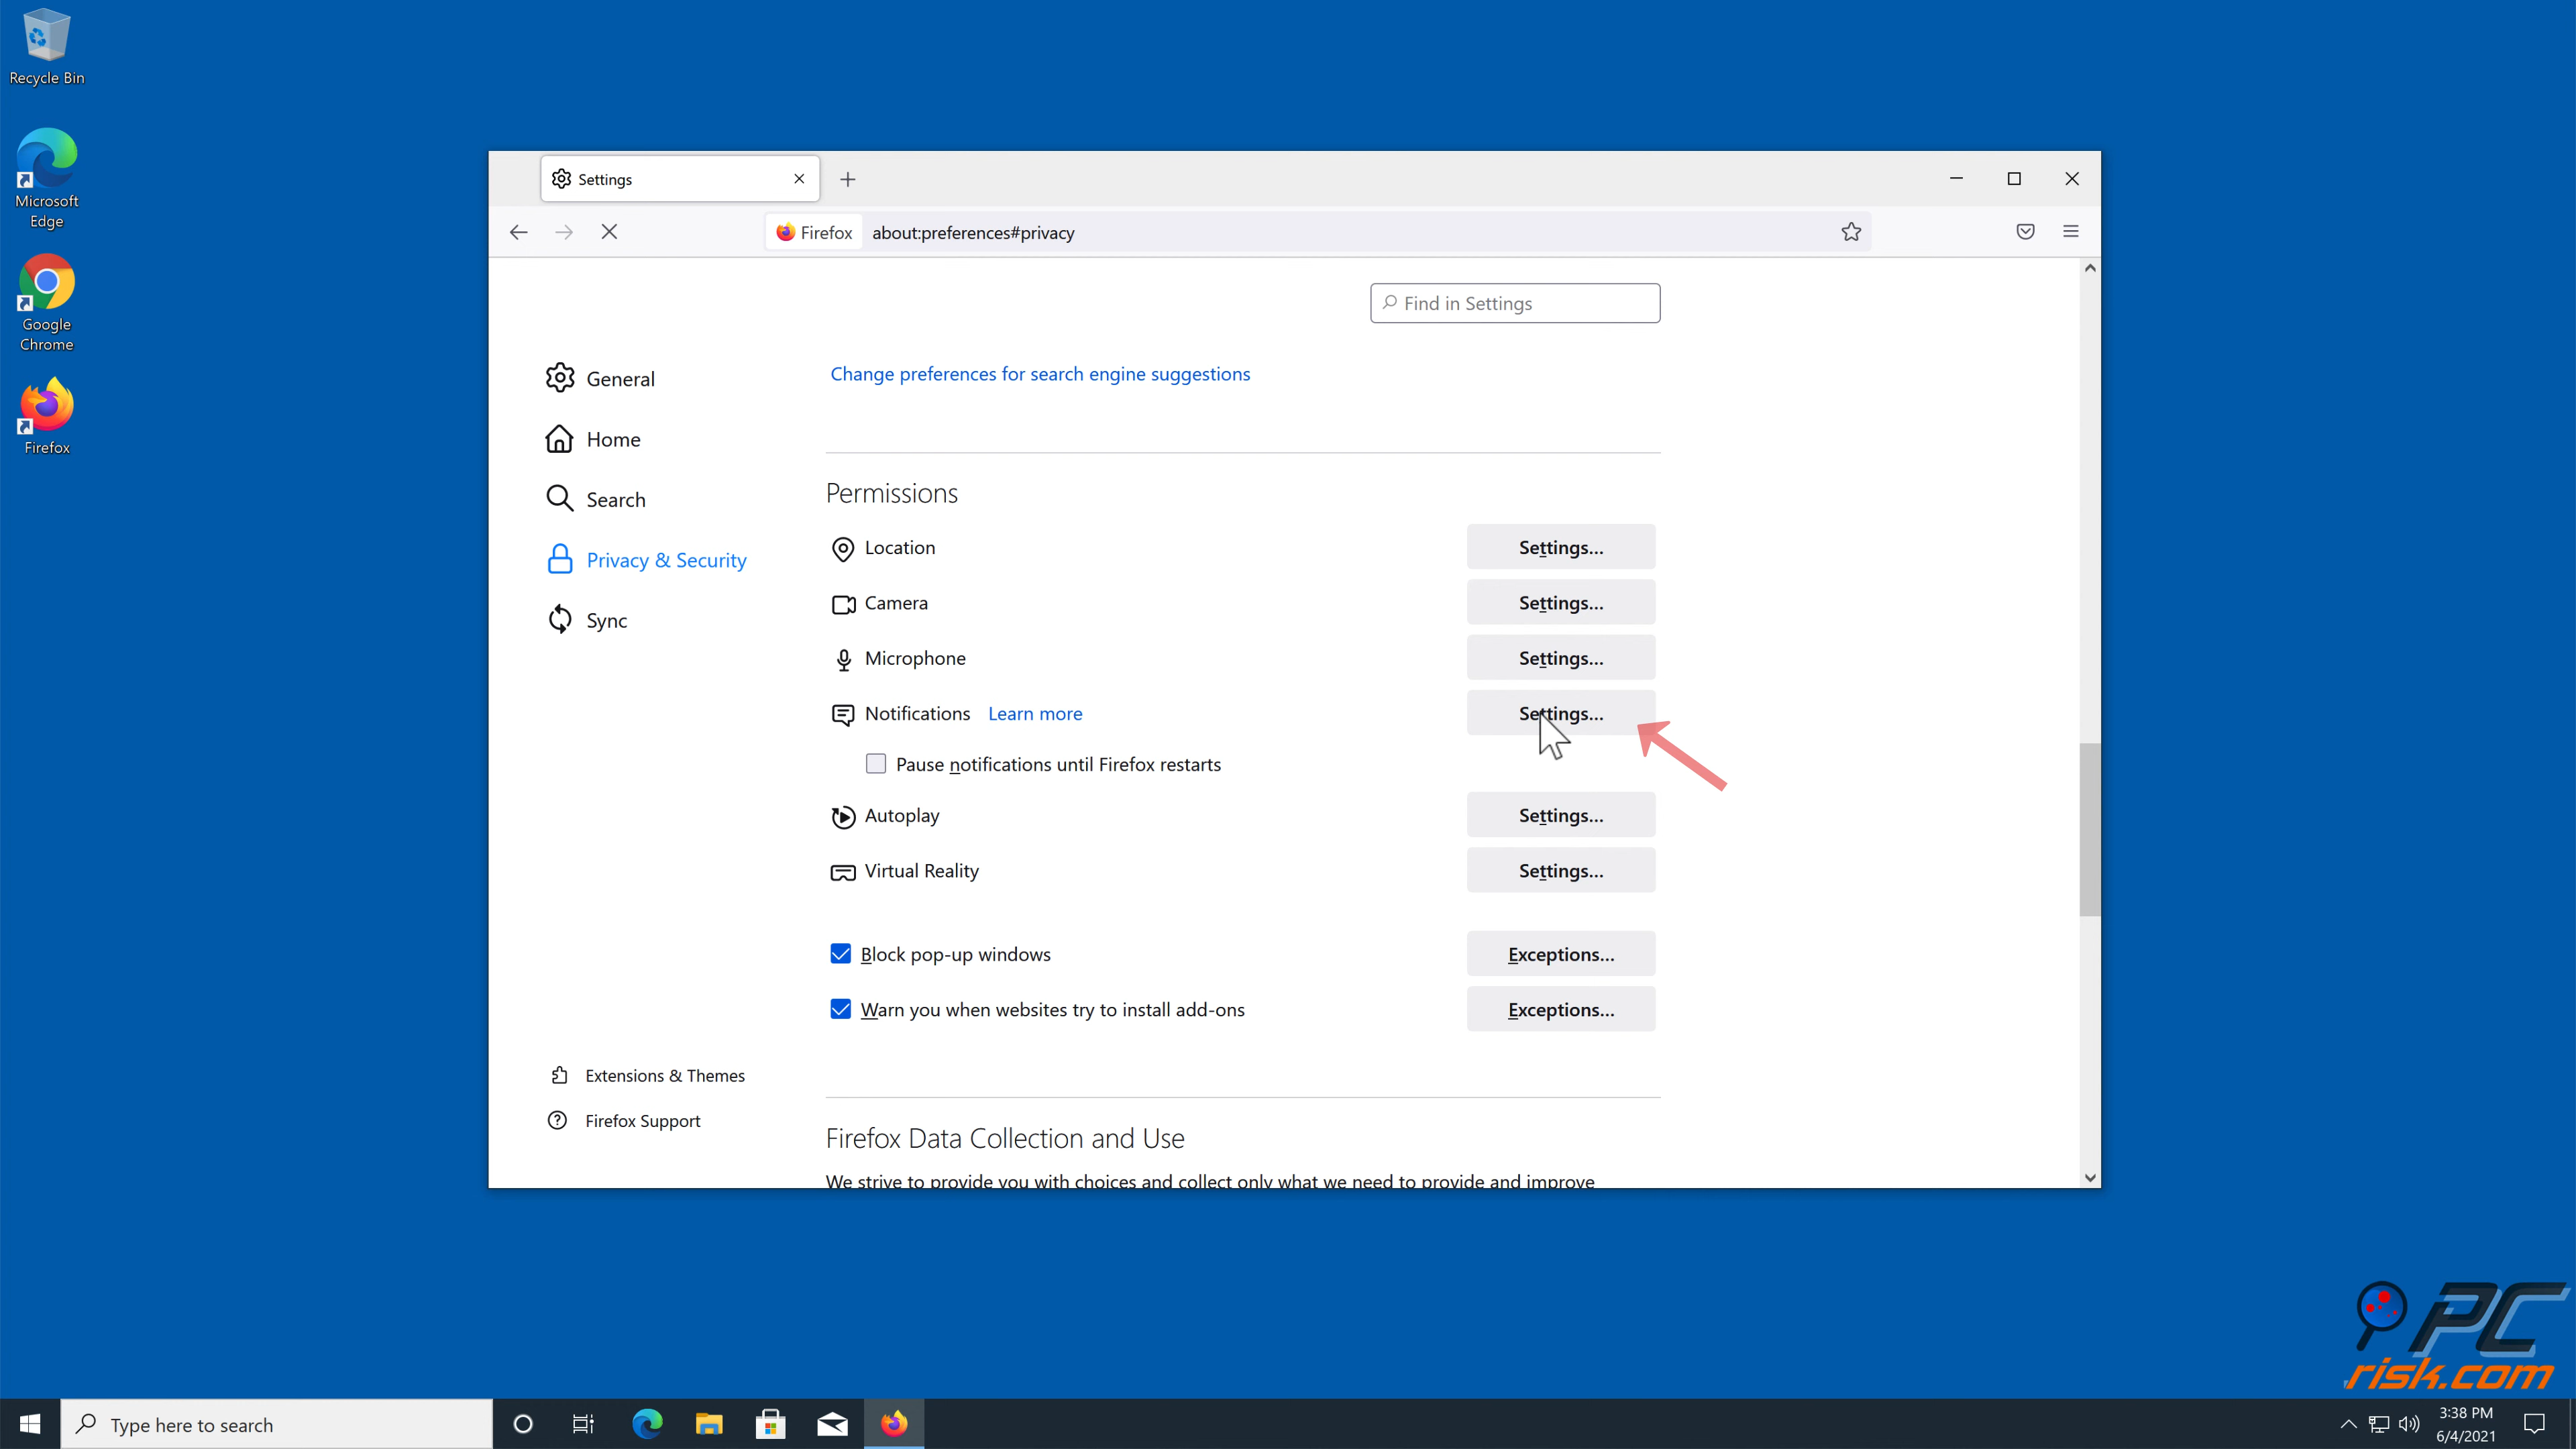 Recycle Bin
Microsoft
Edge
Google
Chrome
Firefox
Settings
Firefox
about:preferences#privacy
Find in Settings
General
Home
Search
Privacy & Security
Sync
Extensions & Themes
Firefox Support
Change preferences for search engine suggestions
Permissions
Location Settings...
Camera Settings...
Microphone Settings...
Notifications Learn more Settings...
Pause notifications until Firefox restarts
Autoplay Settings...
Virtual Reality Settings...
Block pop-up windows Exceptions...
Warn you when websites try to install add-ons Exceptions...
Firefox Data Collection and Use
We strive to provide you with choices and collect only what we need to provide and improve
PC
risk.com
Type here to search
3:38 PM
6/4/2021